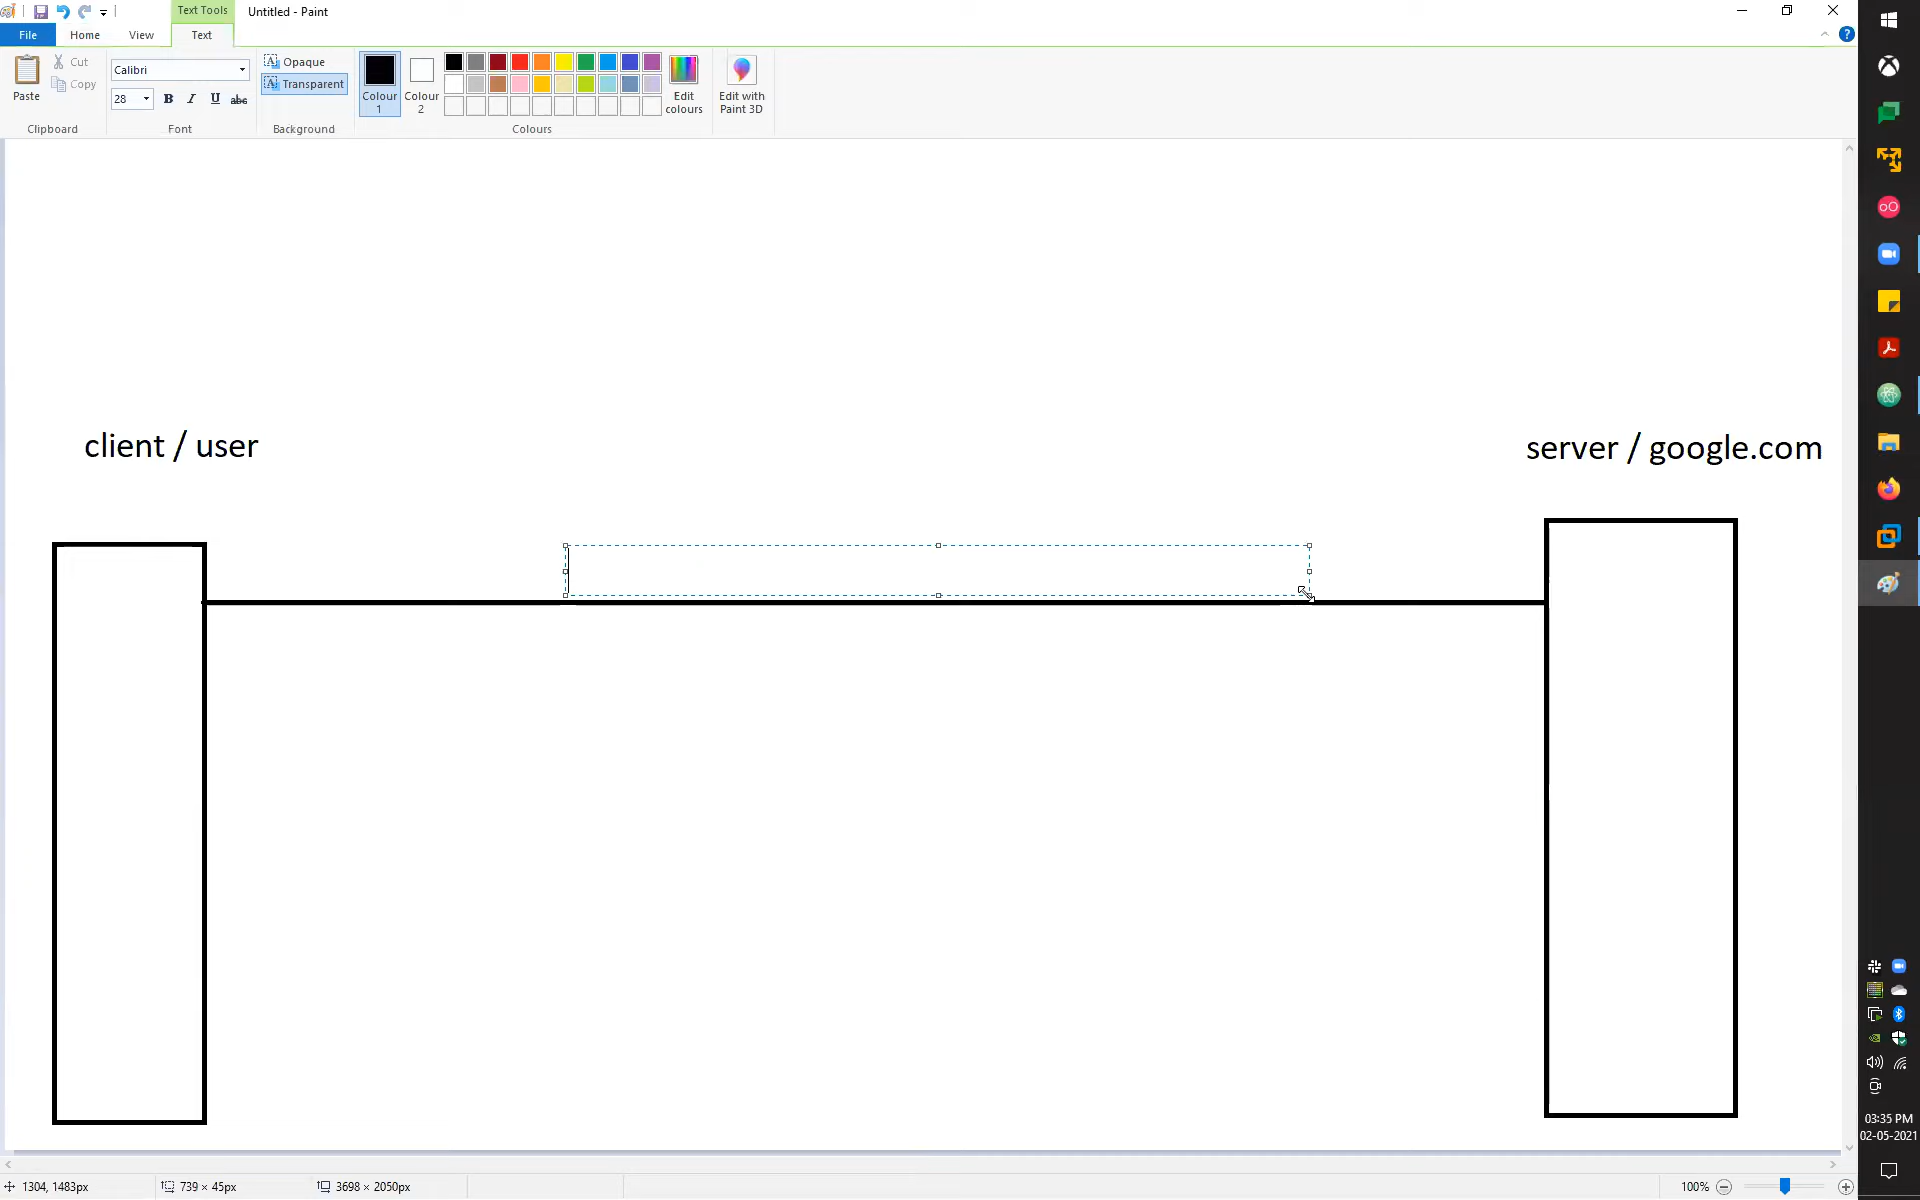 Text Tools
Untitled - Paint
File
Home
View
Text
Paste
Cut
Copy
Clipboard
Calibri
28
B
I
U
abc
Font
A Opaque
A Transparent
Background
Colour 1
Colour 2
Edit colours
Colours
Edit with Paint 3D
client / user
server / google.com
03:35 PM
02-05-2021
1304, 1483px
739 × 45px
3698 × 2050px
100%